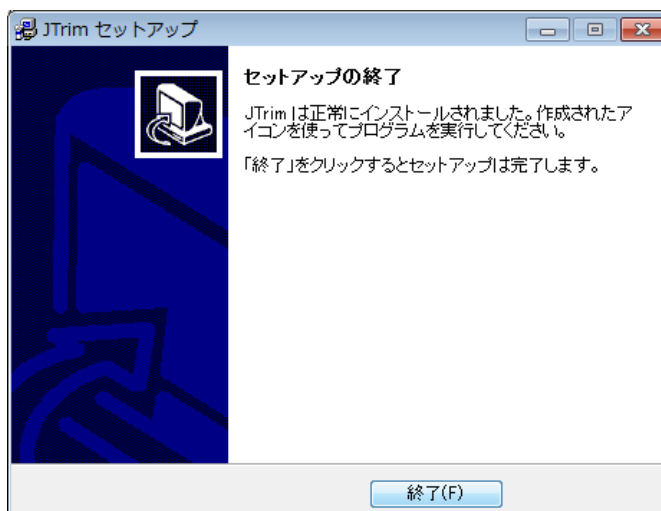 JTrim セットアップ
セットアップの終了
JTrim は正常にインストールされました。作成されたア
イコンを使ってプログラムを実行してください。
「終了」をクリックするとセットアップは完了します。
終了(F)